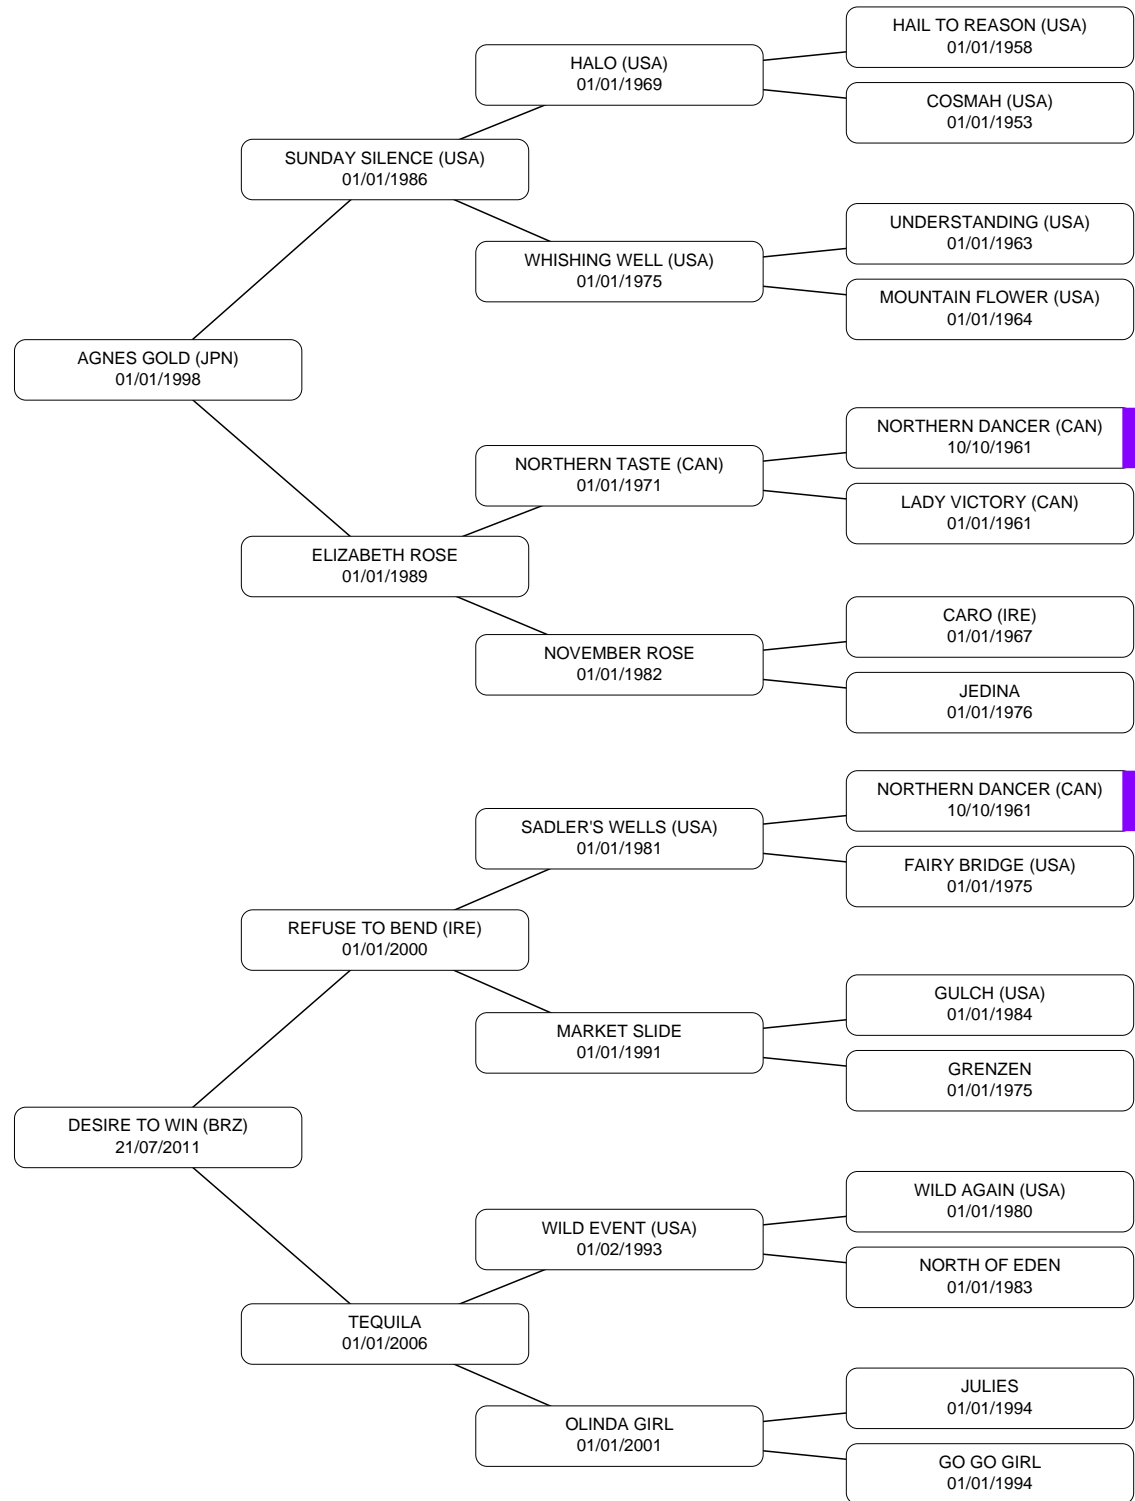 HAIL TO REASON (USA)
01/01/1958
HALO (USA)
01/01/1969
COSMAH (USA)
01/01/1953
SUNDAY SILENCE (USA)
01/01/1986
UNDERSTANDING (USA)
01/01/1963
WHISHING WELL (USA)
01/01/1975
MOUNTAIN FLOWER (USA)
01/01/1964
AGNES GOLD (JPN)
01/01/1998
NORTHERN DANCER (CAN)
10/10/1961
NORTHERN TASTE (CAN)
01/01/1971
LADY VICTORY (CAN)
01/01/1961
ELIZABETH ROSE
01/01/1989
CARO (IRE)
01/01/1967
NOVEMBER ROSE
01/01/1982
JEDINA
01/01/1976
NORTHERN DANCER (CAN)
10/10/1961
SADLER'S WELLS (USA)
01/01/1981
FAIRY BRIDGE (USA)
01/01/1975
REFUSE TO BEND (IRE)
01/01/2000
GULCH (USA)
01/01/1984
MARKET SLIDE
01/01/1991
GRENZEN
01/01/1975
DESIRE TO WIN (BRZ)
21/07/2011
WILD AGAIN (USA)
01/01/1980
WILD EVENT (USA)
01/02/1993
NORTH OF EDEN
01/01/1983
TEQUILA
01/01/2006
JULIES
01/01/1994
OLINDA GIRL
01/01/2001
GO GO GIRL
01/01/1994